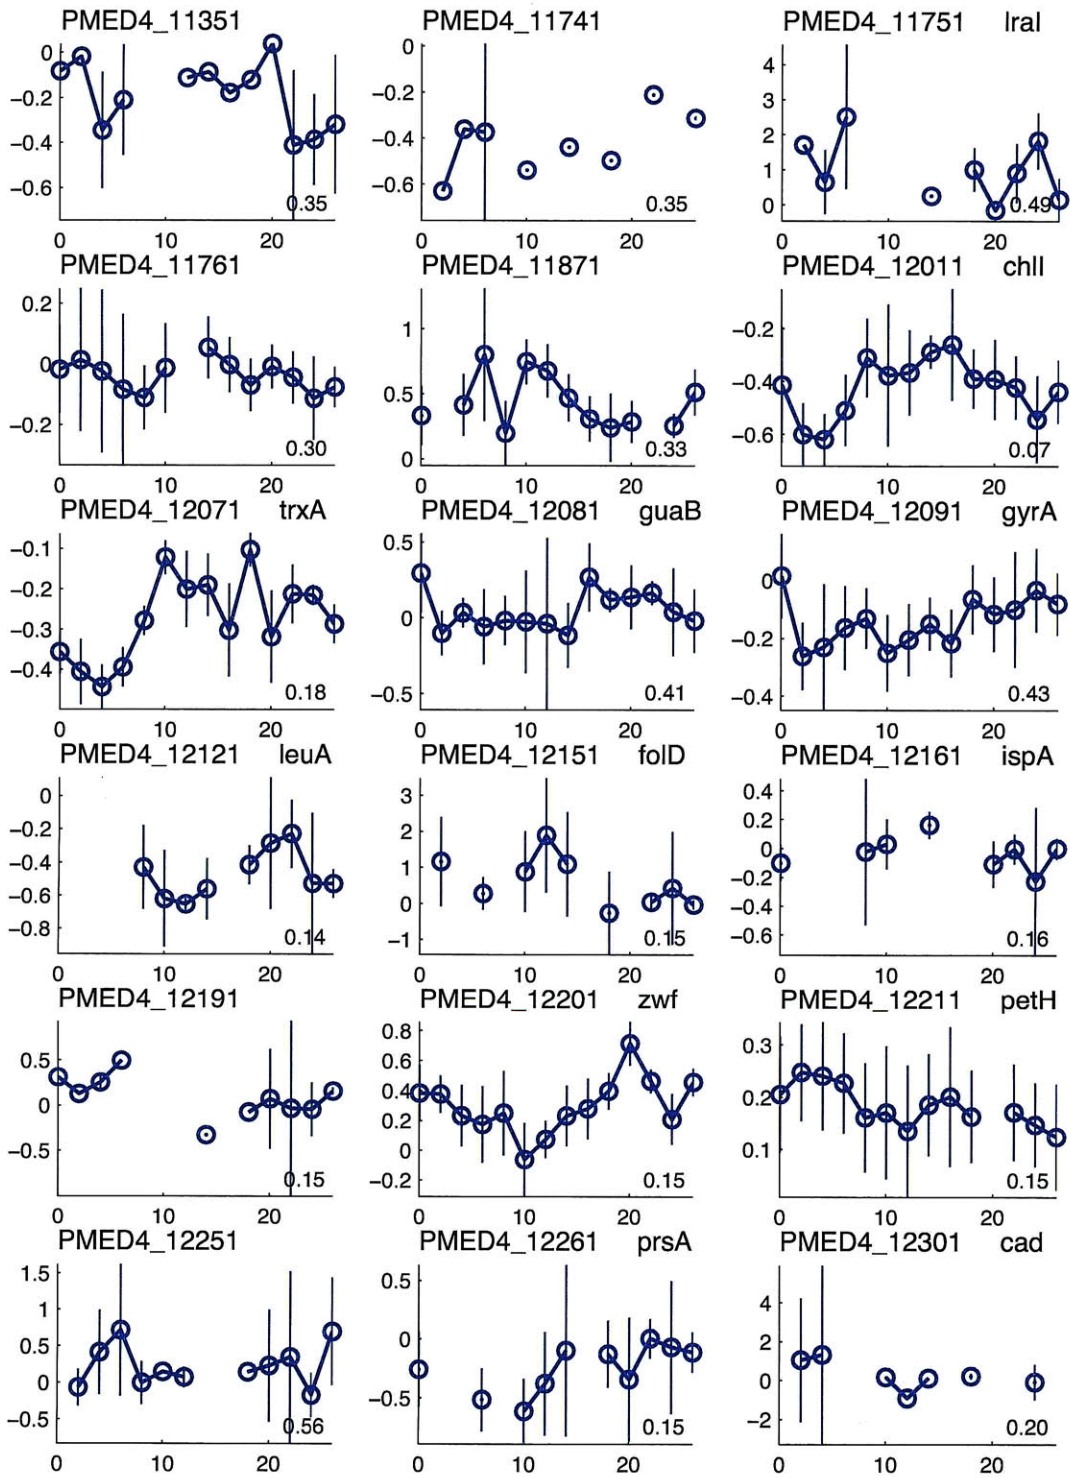 PMED4_11351 PMED4_11741 PMED4_11751 lraI
0 0 4
−0.2 −0.2 3
−0.4 −0.4 2
−0.6 −0.6 1
0.35 0.35 0 0.49
0 10 20 0 10 20 0 10 20
PMED4_11761 PMED4_11871 PMED4_12011 chlI
0.2 1 −0.2
0 0.5 −0.4
−0.2 0 −0.6
0.30 0.33 0.07
0 10 20 0 10 20 0 10 20
PMED4_12071 trxA PMED4_12081 guaB PMED4_12091 gyrA
−0.1 0.5 0
−0.2 0 −0.2
−0.3 −0.5 −0.4
−0.4
0.18 0.41 0.43
0 10 20 0 10 20 0 10 20
PMED4_12121 leuA PMED4_12151 folD PMED4_12161 ispA
0 3 0.4
−0.2 2 0.2
−0.4 1 0
−0.6 0 −0.2
−0.8 −1 −0.4
−0.6
0.14 0.15 0.16
0 10 20 0 10 20 0 10 20
PMED4_12191 PMED4_12201 zwf PMED4_12211 petH
0.5 0.8 0.3
0 0.6 0.2
−0.5 0.4 0.1
0.2
0
−0.2
0.15 0.15 0.15
0 10 20 0 10 20 0 10 20
PMED4_12251 PMED4_12261 prsA PMED4_12301 cad
1.5 0.5 4
1 0 2
0.5 −0.5 0
0 −2
−0.5
0.56 0.15 0.20
0 10 20 0 10 20 0 10 20